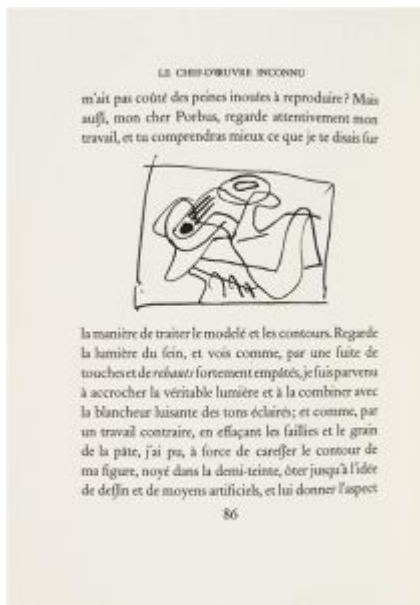 LE CHEF-D'ŒUVRE INCONNU
m'ait pas coûté des peines inouïes à reproduire? Mais
auſſi, mon cher Porbus, regarde attentivement mon
travail, et tu comprendras mieux ce que je te disais ſur
la manière de traiter le modelé et les contours. Regarde
la lumière du ſein, et vois comme, par une ſuite de
touches et de rehauts fortement empâtés, je ſuis parvenu
à accrocher la véritable lumière et à la combiner avec
la blancheur luisante des tons éclairés; et comme, par
un travail contraire, en effaçant les ſaillies et le grain
de la pâte, j'ai pu, à force de careſſer le contour de
ma figure, noyé dans la demi-teinte, ôter jusqu'à l'idée
de deſſin et de moyens artificiels, et lui donner l'aspect
86